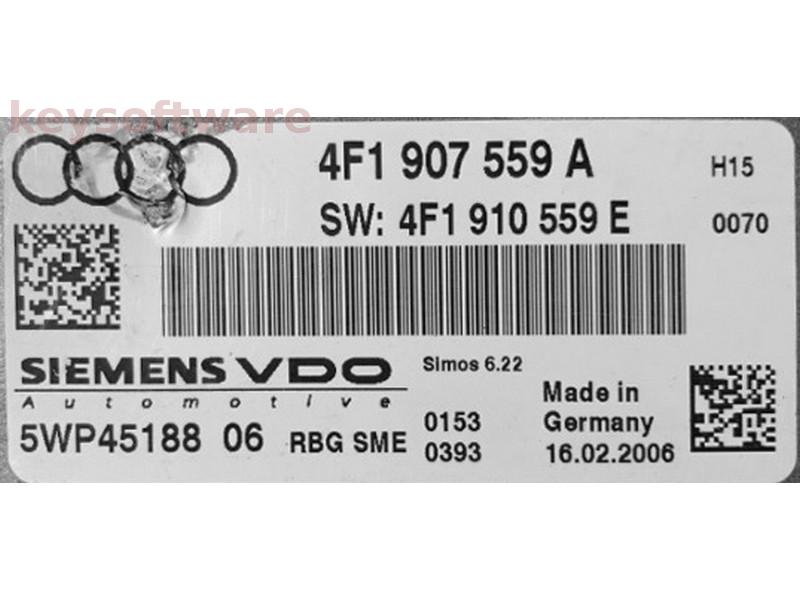 keysoftware
4F1 907 559 A
H15
SW: 4F1 910 559 E
0070
SIEMENS VDO
Automotive
Simos 6.22
5WP45188 06 RBG SME
0153
0393
Made in
Germany
16.02.2006